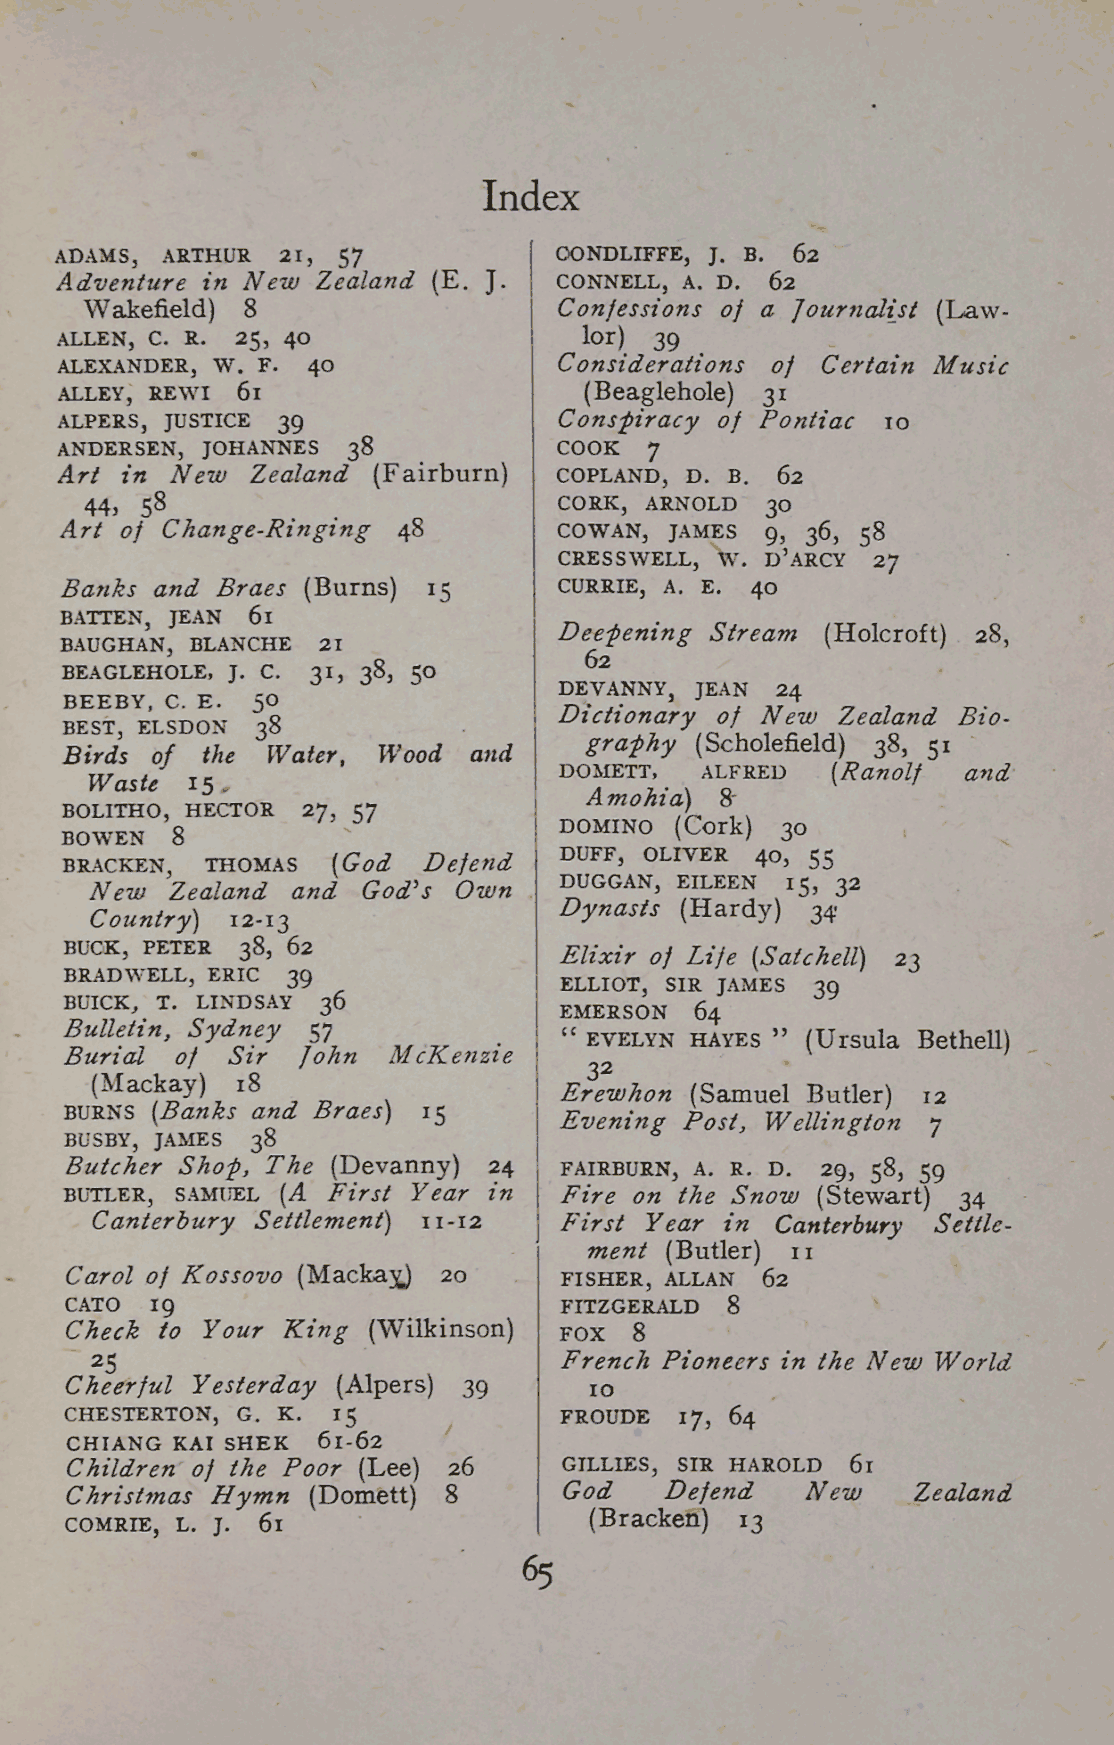 Index
ADAMS, ARTHUR 21, 57
Adventure in New Zealand (E. J.
Wakefield) 8
ALLEN, C. R. 25, 40
ALEXANDER, W. F. 40
ALLEY, REWI 61
ALPERS, JUSTICE 39
ANDERSEN, JOHANNES 38
Art in New Zealand (Fairburn)
44, 58
Art of Change-Ringing 48
Banks and Braes (Burns) 15
BATTEN, JEAN 61
BAUGHAN, BLANCHE 21
BEAGLEHOLE, J. C. 31, 38, 50
BEEBY, C. E. 50
BEST, ELSDON 38
Birds of the Water, Wood and
Waste 15
BOLITHO, HECTOR 27, 57
BOWEN 8
BRACKEN, THOMAS (God Defend
New Zealand and God's Own
Country) 12-13
BUCK, PETER 38, 62
BRADWELL, ERIC 39
BUICK, T. LINDSAY 36
Bulletin, Sydney 57
Burial of Sir John McKenzie
(Mackay) 18
BURNS (Banks and Braes) 15
BUSBY, JAMES 38
Butcher Shop, The (Devanny) 24
BUTLER, SAMUEL (A First Year in
Canterbury Settlement) 11-12
Carol of Kossovo (Mackay) 20
CATO 19
Check to Your King (Wilkinson)
25
Cheerful Yesterday (Alpers) 39
CHESTERTON, G. K. 15
CHIANG KAI SHEK 61-62
Children of the Poor (Lee) 26
Christmas Hymn (Domett) 8
COMRIE, L. J. 61
CONDLIFFE, J. B. 62
CONNELL, A. D. 62
Confessions of a Journalist (Law-
lor) 39
Considerations of Certain Music
(Beaglehole) 31
Conspiracy of Pontiac 10
COOK 7
COPLAND, D. B. 62
CORK, ARNOLD 30
COWAN, JAMES 9, 36, 58
CRESSWELL, W. D'ARCY 27
CURRIE, A. E. 40
Deepening Stream (Holcroft) 28,
62
DEVANNY, JEAN 24
Dictionary of New Zealand Bio-
graphy (Scholefield) 38, 51
DOMETT, ALFRED (Ranolf and
Amohia) 8
DOMINO (Cork) 30
DUFF, OLIVER 40, 55
DUGGAN, EILEEN 15, 32
Dynasts (Hardy) 34
Elixir of Life (Satchell) 23
ELLIOT, SIR JAMES 39
EMERSON 64
“ EVELYN HAYES ” (Ursula Bethell)
32
Erewhon (Samuel Butler) 12
Evening Post, Wellington 7
FAIRBURN, A. R. D. 29, 58, 59
Fire on the Snow (Stewart) 34
First Year in Canterbury Settle-
ment (Butler) 11
FISHER, ALLAN 62
FITZGERALD 8
FOX 8
French Pioneers in the New World
10
FROUDE 17, 64
GILLIES, SIR HAROLD 61
God Defend New Zealand
(Bracken) 13
65